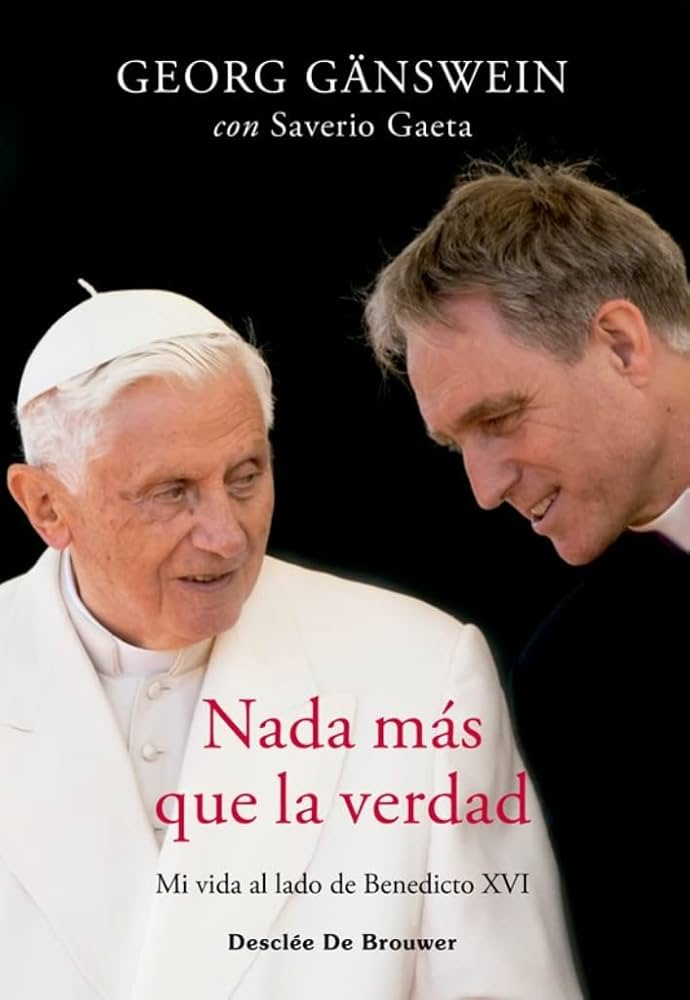 GEORG GÄNSWEIN
con Saverio Gaeta
Nada más
que la verdad
Mi vida al lado de Benedicto XVI
Desclée De Brouwer